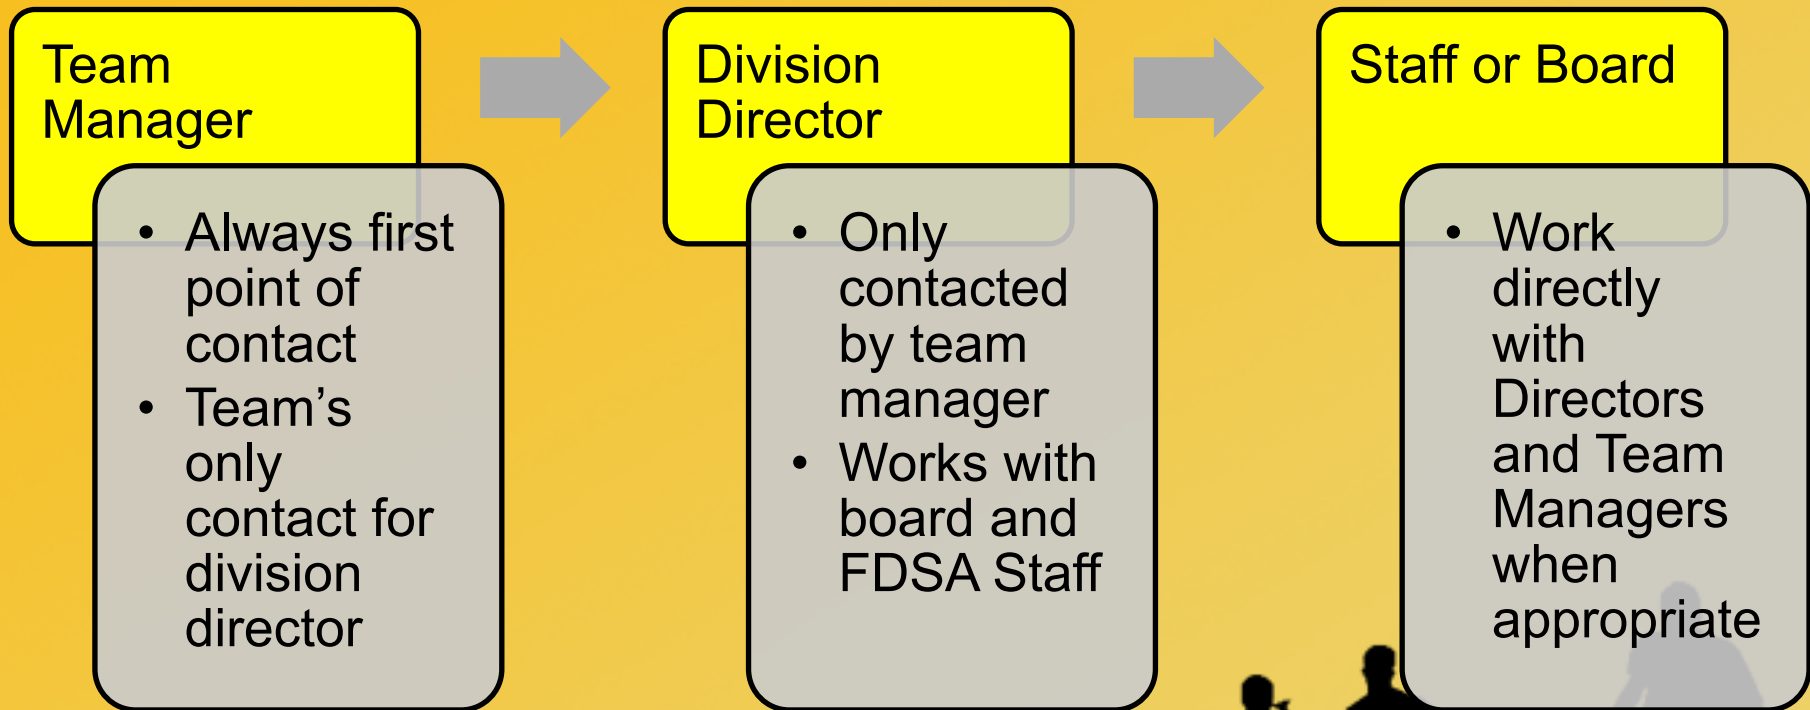 Team
Manager
• Always first
point of
contact
• Team’s
only
contact for
division
director
Division
Director
• Only
contacted
by team
manager
• Works with
board and
FDSA Staff
Staff or Board
• Work
directly
with
Directors
and Team
Managers
when
appropriate